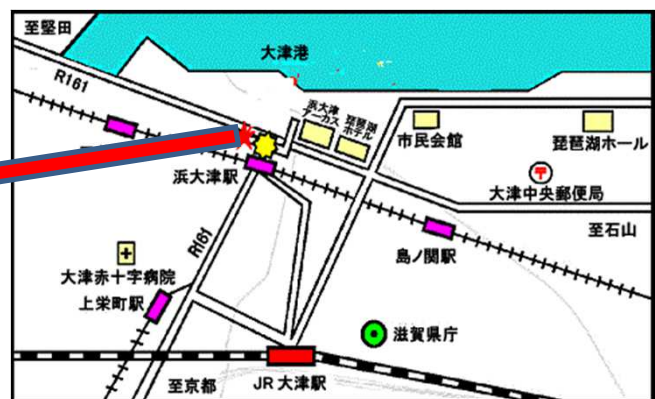 至堅田
大津港
R161
浜大津
アーカス
琵琶湖
ホテル
市民会館
琵琶湖ホール
浜大津駅
〒
大津中央郵便局
至石山
島ノ関駅
R161
大津赤十字病院
上栄町駅
滋賀県庁
至京都
JR大津駅